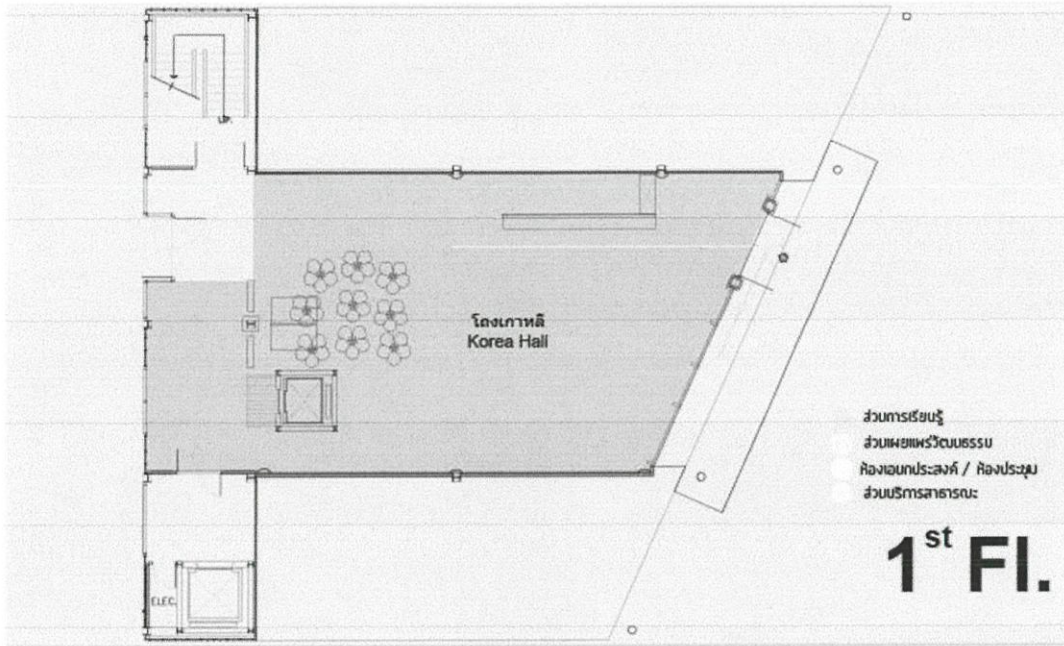 UP.
โถงเกาหลี
Korea Hall
ส่วนการเรียนรู้
ส่วนเผยแพร่วัฒนธรรม
ห้องเอนกประสงค์ / ห้องประชุม
ส่วนบริการสาธารณะ
1st Fl.
ELEC.